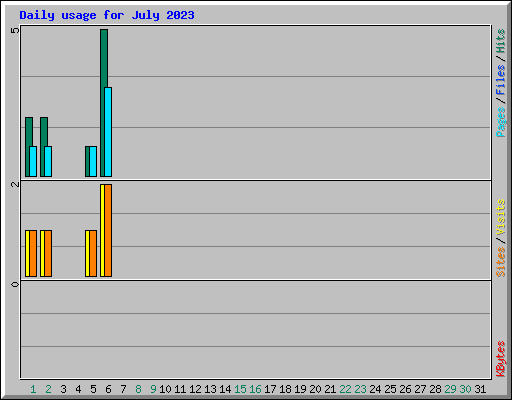 Daily usage for July 2023
5
Pages/Files/Hits
2
Sites/Visits
0
KBytes
1 2 3 4 5 6 7 8 9 10 11 12 13 14 15 16 17 18 19 20 21 22 23 24 25 26 27 28 29 30 31